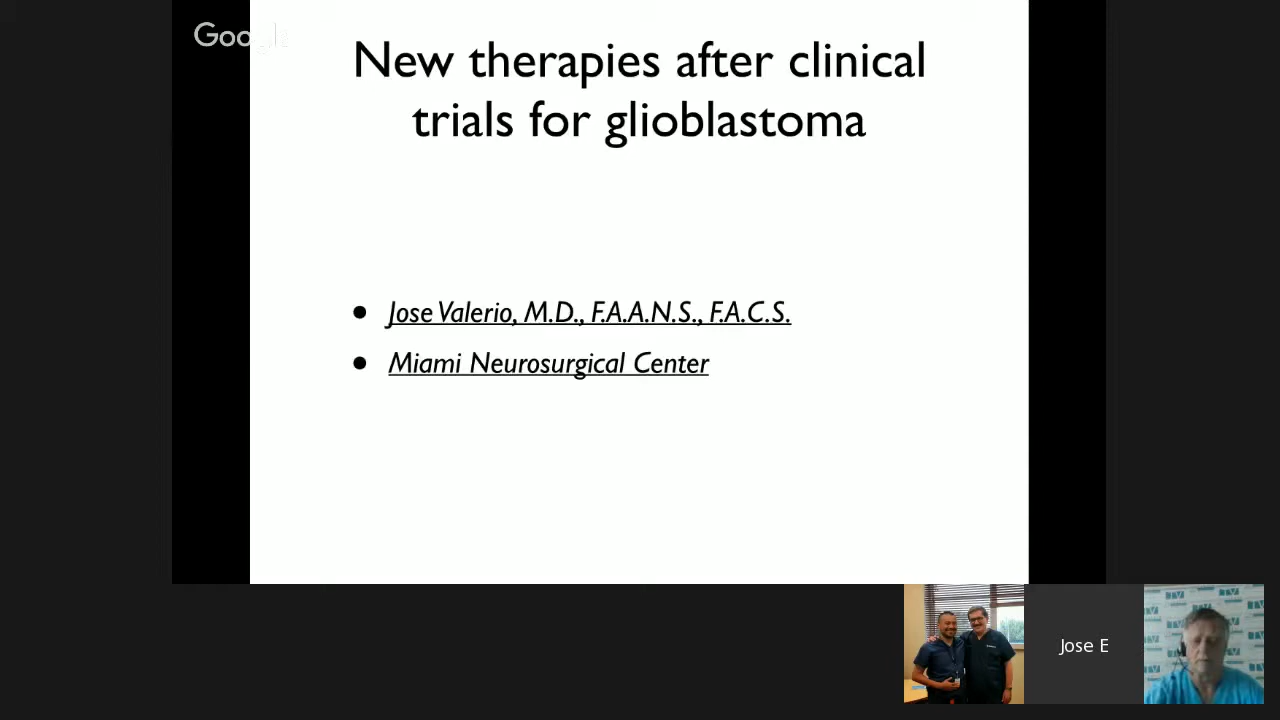 Google
New therapies after clinical
trials for glioblastoma
• Jose Valerio, M.D., F.A.A.N.S., F.A.C.S.
• Miami Neurosurgical Center
Jose E